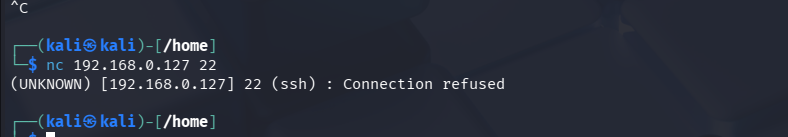 ^C
┌──(kali㉿kali)-[/home]
└─$ nc 192.168.0.127 22
(UNKNOWN) [192.168.0.127] 22 (ssh) : Connection refused
┌──(kali㉿kali)-[/home]
└─$